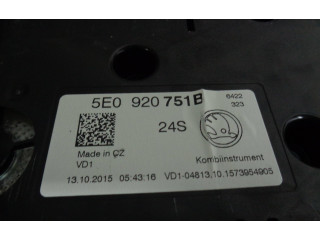 5E0 920 751B
6422
323
24S
Made in CZ
VD1
Kombiinstrument
13.10.2015 05:43:16 VD1-04813.10.1573954905